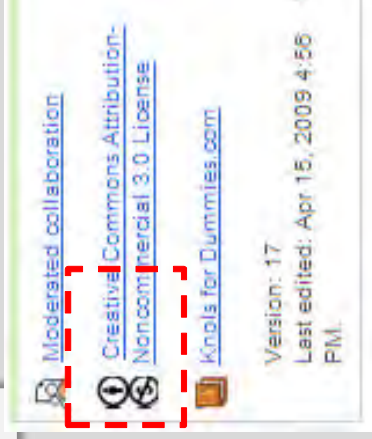 Moderated collaboration
Creative Commons Attribution-
Noncommercial 3.0 License
Knols for Dummies.com
Version: 17
Last edited: Apr 15, 2009 4:56
PM.